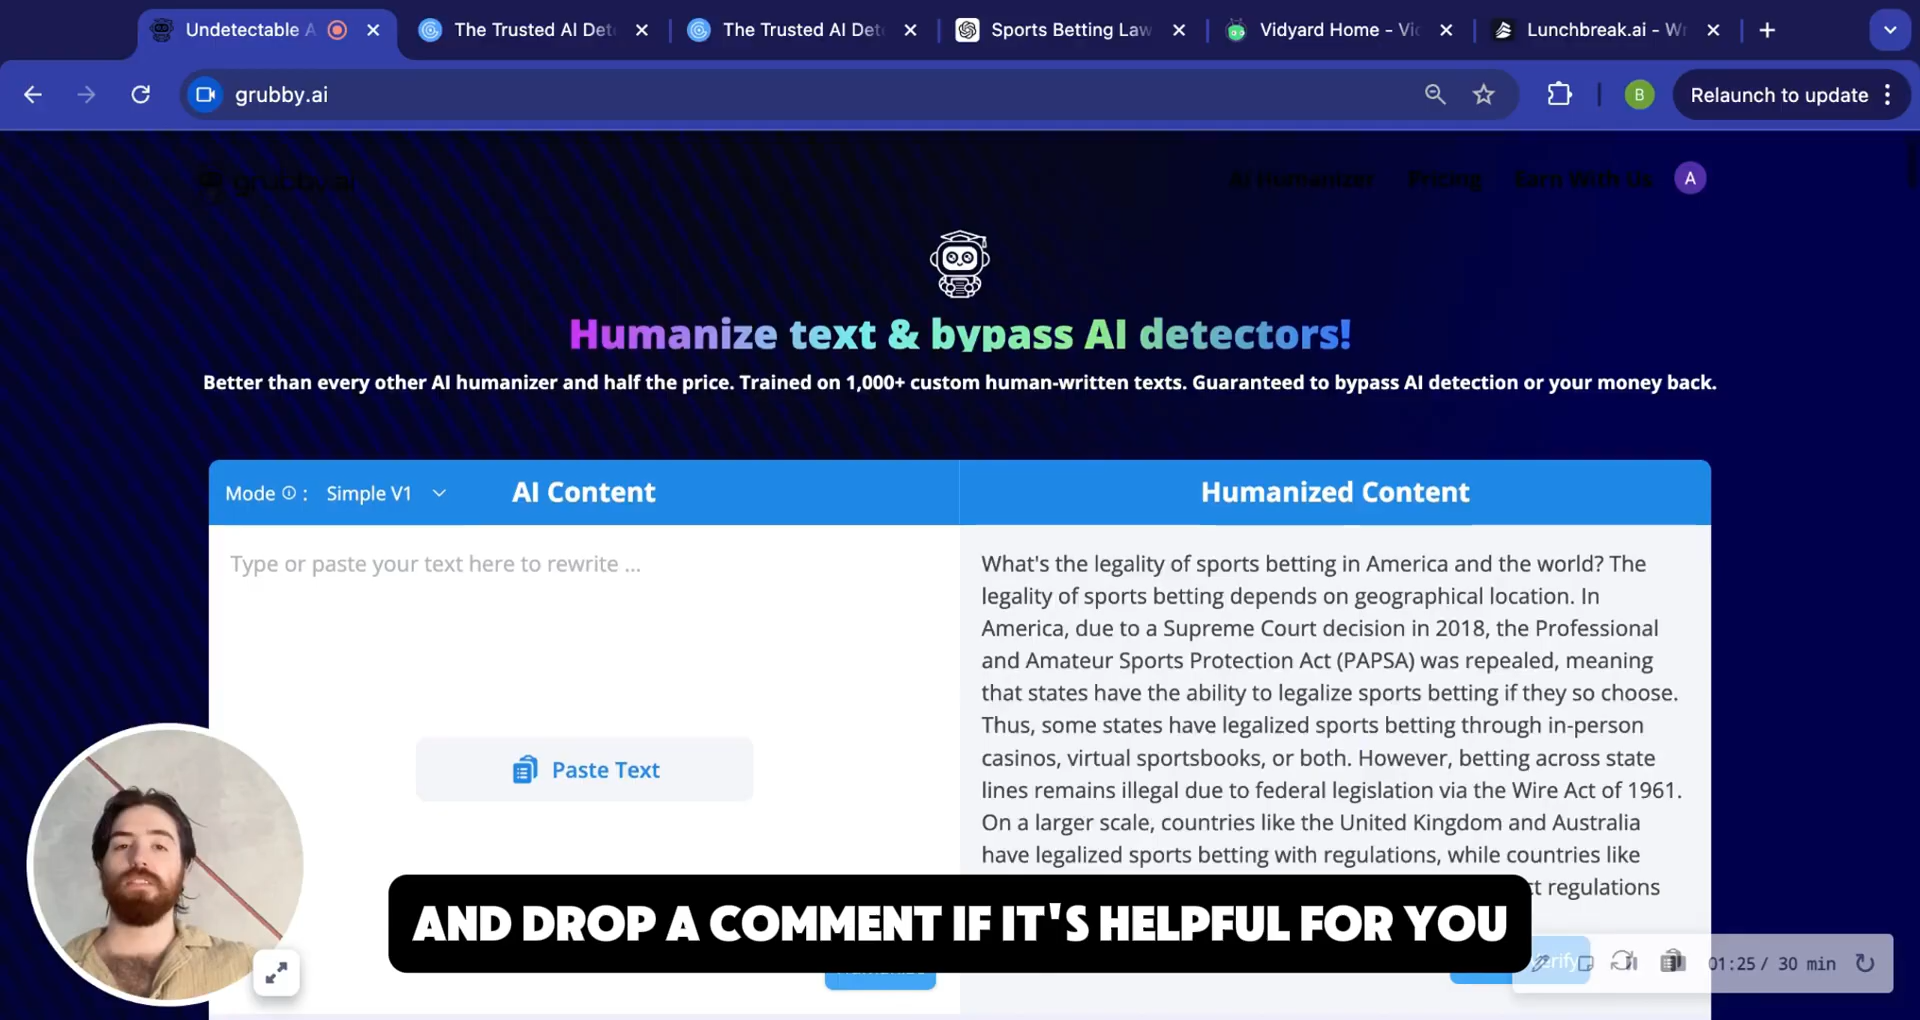 Undetectable A
The Trusted AI Det
The Trusted AI Det
Sports Betting Law
Vidyard Home - Vi
Lunchbreak.ai - W
grubby.ai
B
Relaunch to update
grubby.ai
AI Humanizer
Pricing
Earn With Us
A
Humanize text & bypass AI detectors!
Better than every other AI humanizer and half the price. Trained on 1,000+ custom human-written texts. Guaranteed to bypass AI detection or your money back.
Mode : Simple V1
AI Content
Humanized Content
Type or paste your text here to rewrite ...
Paste Text
What's the legality of sports betting in America and the world? The
legality of sports betting depends on geographical location. In
America, due to a Supreme Court decision in 2018, the Professional
and Amateur Sports Protection Act (PAPSA) was repealed, meaning
that states have the ability to legalize sports betting if they so choose.
Thus, some states have legalized sports betting through in-person
casinos, virtual sportsbooks, or both. However, betting across state
lines remains illegal due to federal legislation via the Wire Act of 1961.
On a larger scale, countries like the United Kingdom and Australia
have legalized sports betting with regulations, while countries like
regulations
AND DROP A COMMENT IF IT'S HELPFUL FOR YOU
01:25 / 30 min